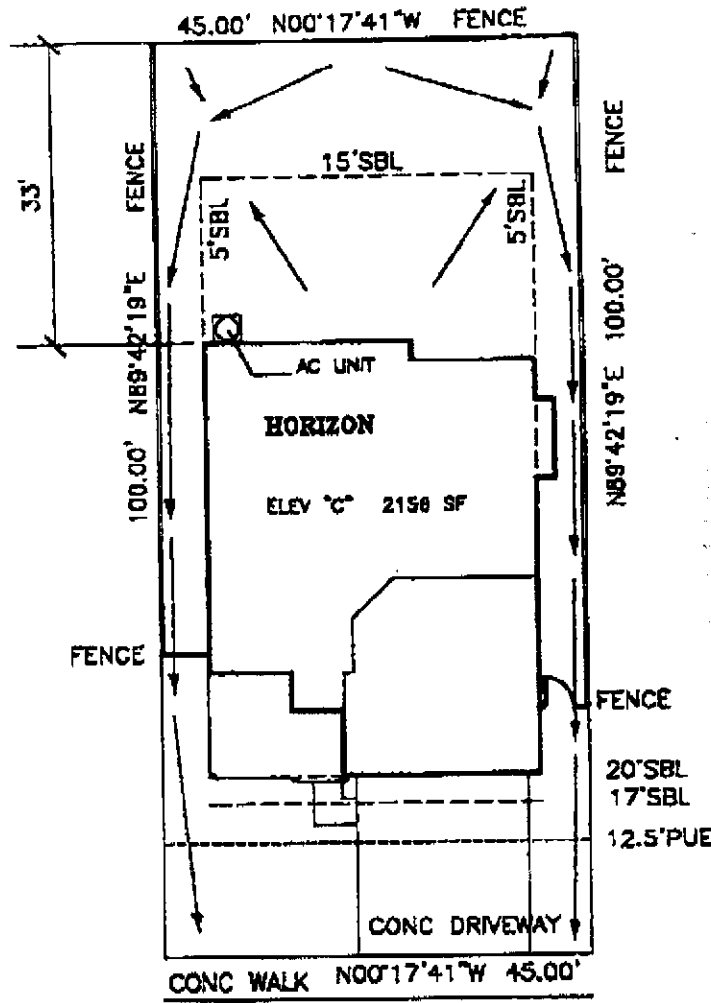 45.00' N00°17'41"W FENCE
33'
FENCE
FENCE
15'SBL
5'SBL
5'SBL
100.00' N89°42'19"E
N89°42'19"E 100.00'
AC UNIT
HORIZON
ELEV "C" 2156 SF
FENCE
FENCE
20'SBL
17'SBL
12.5'PUE
CONC DRIVEWAY
CONC WALK N00°17'41"W 45.00'